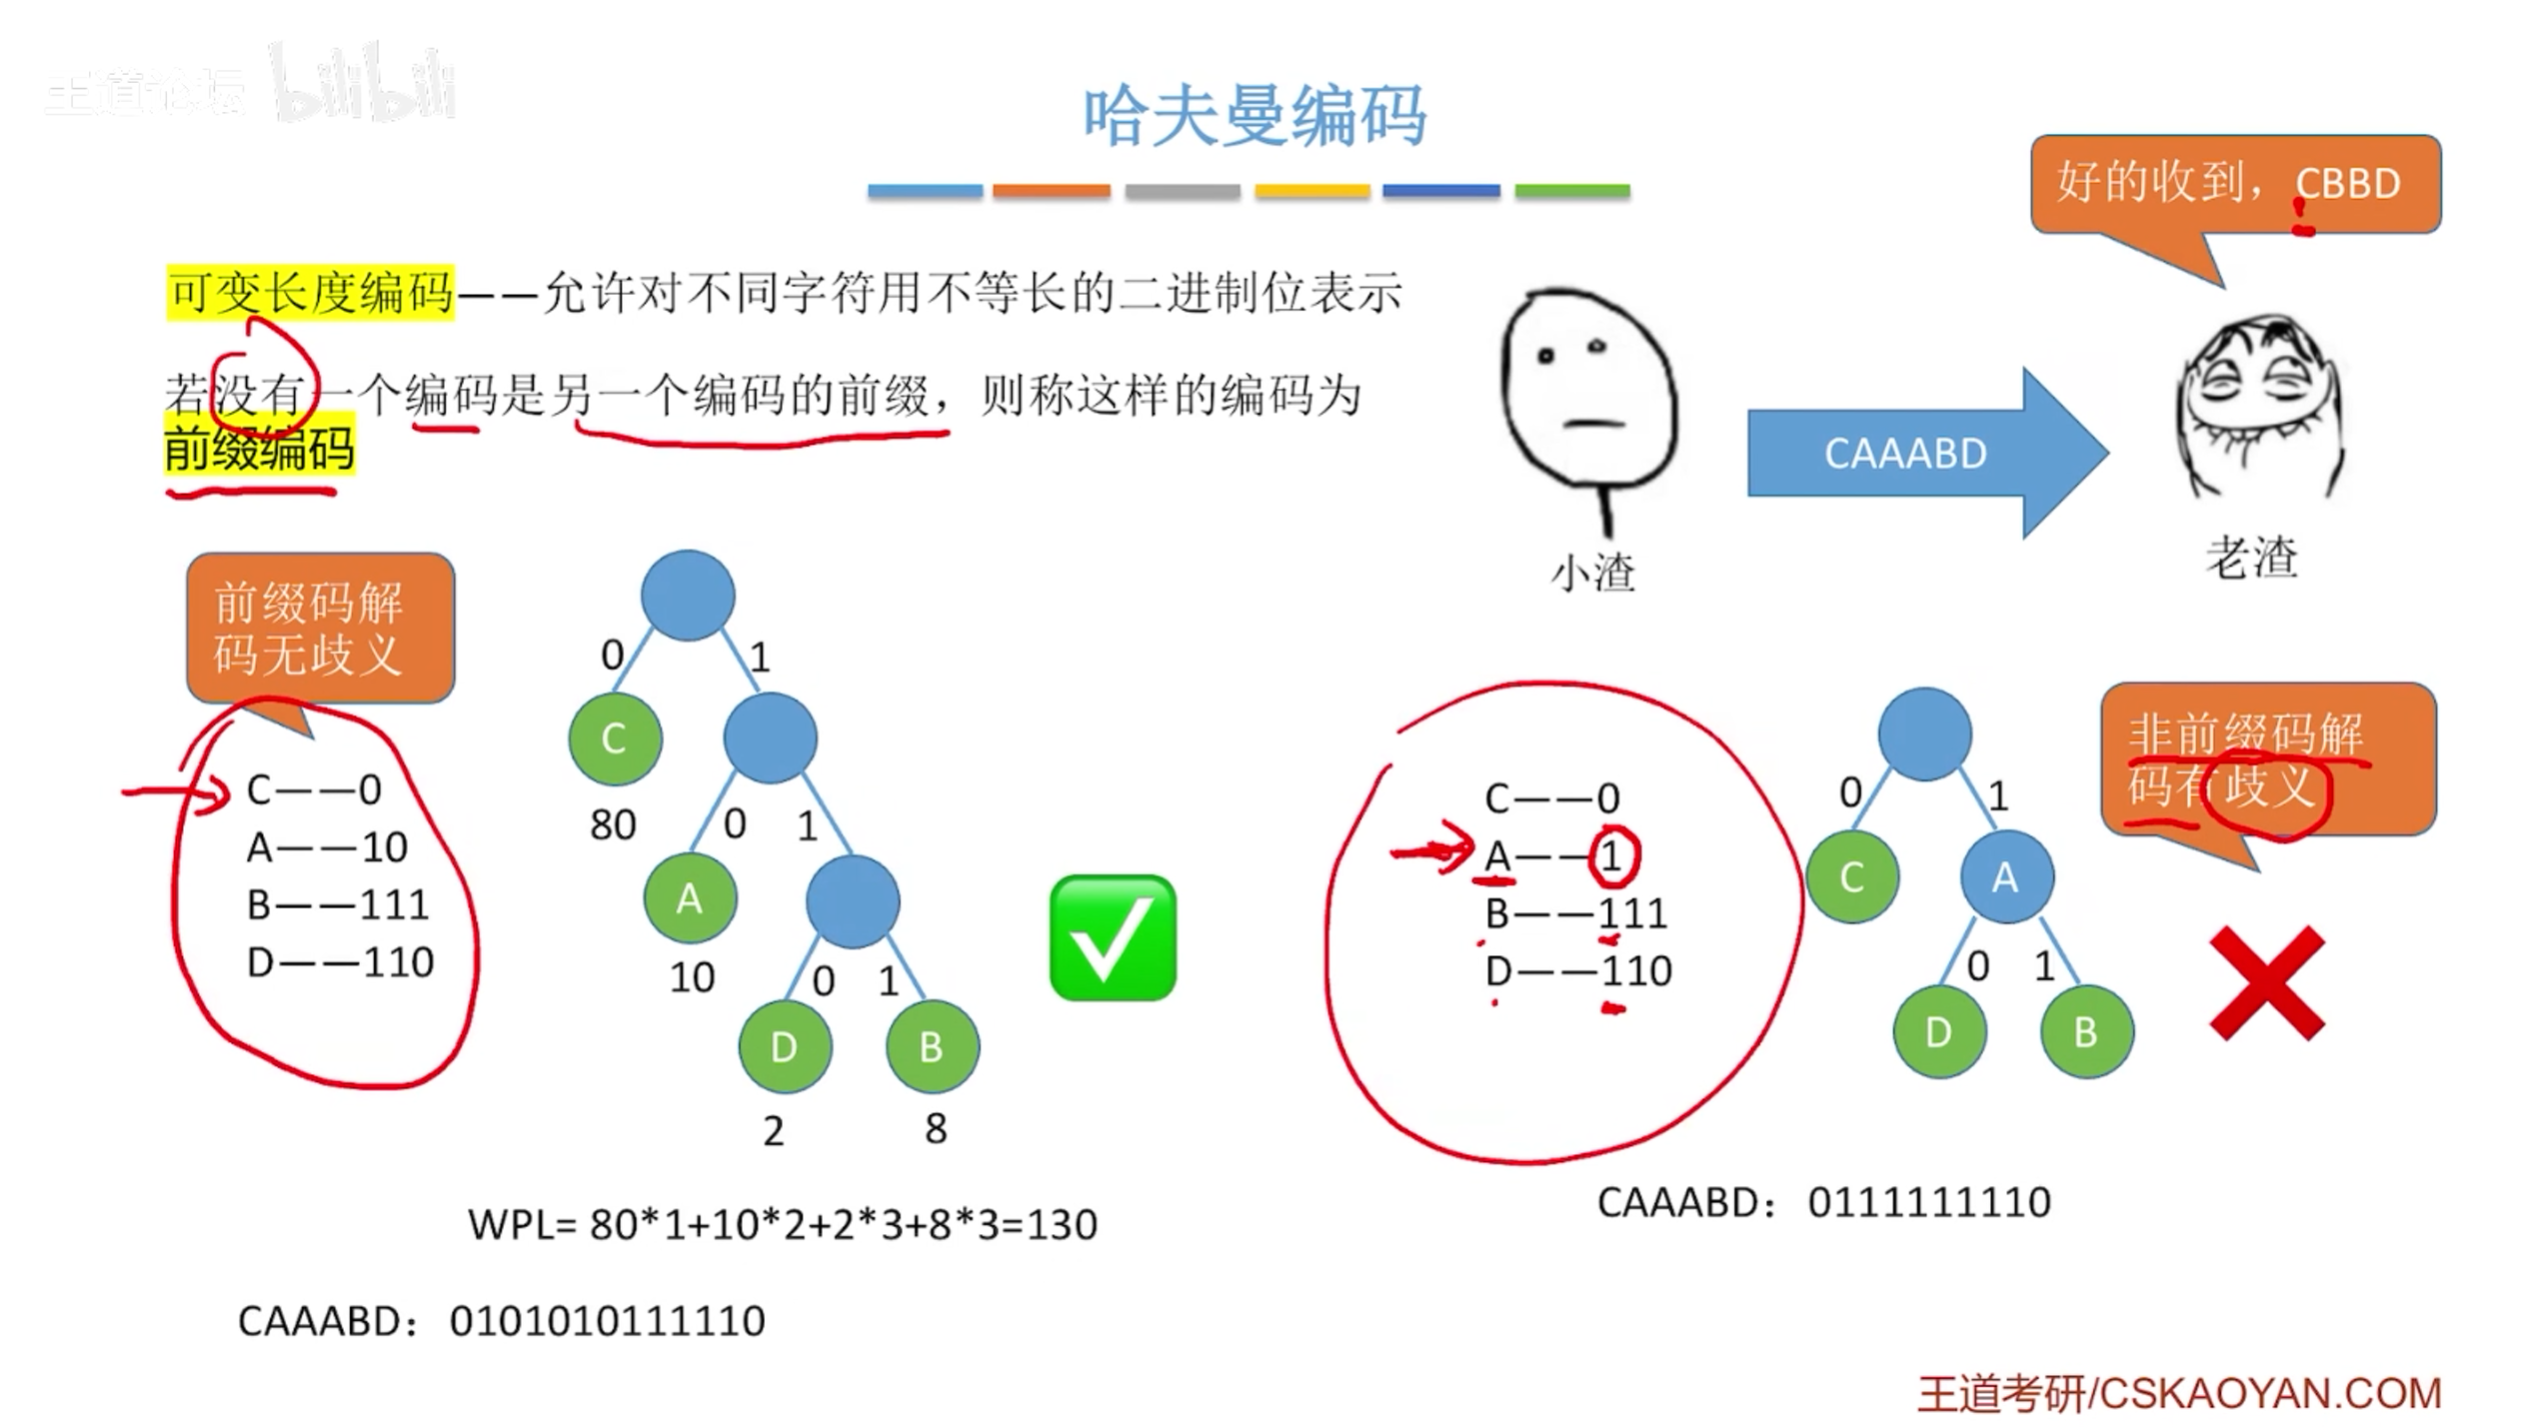 王道论坛 bilibili
哈夫曼编码
好的收到，CBBD
可变长度编码——允许对不同字符用不等长的二进制位表示
若没有一个编码是另一个编码的前缀，则称这样的编码为
前缀编码
CAAABD
小渣
老渣
前缀码解
码无歧义
C——0
A——10
B——111
D——110
0 1
C
80
0 1
A
10
0 1
D B
2 8
C——0
A——1
B——111
D——110
0 1
C A
0 1
D B
非前缀码解
码有歧义
WPL= 80*1+10*2+2*3+8*3=130
CAAABD：0111111110
CAAABD：0101010111110
王道考研/CSKAOYAN.COM